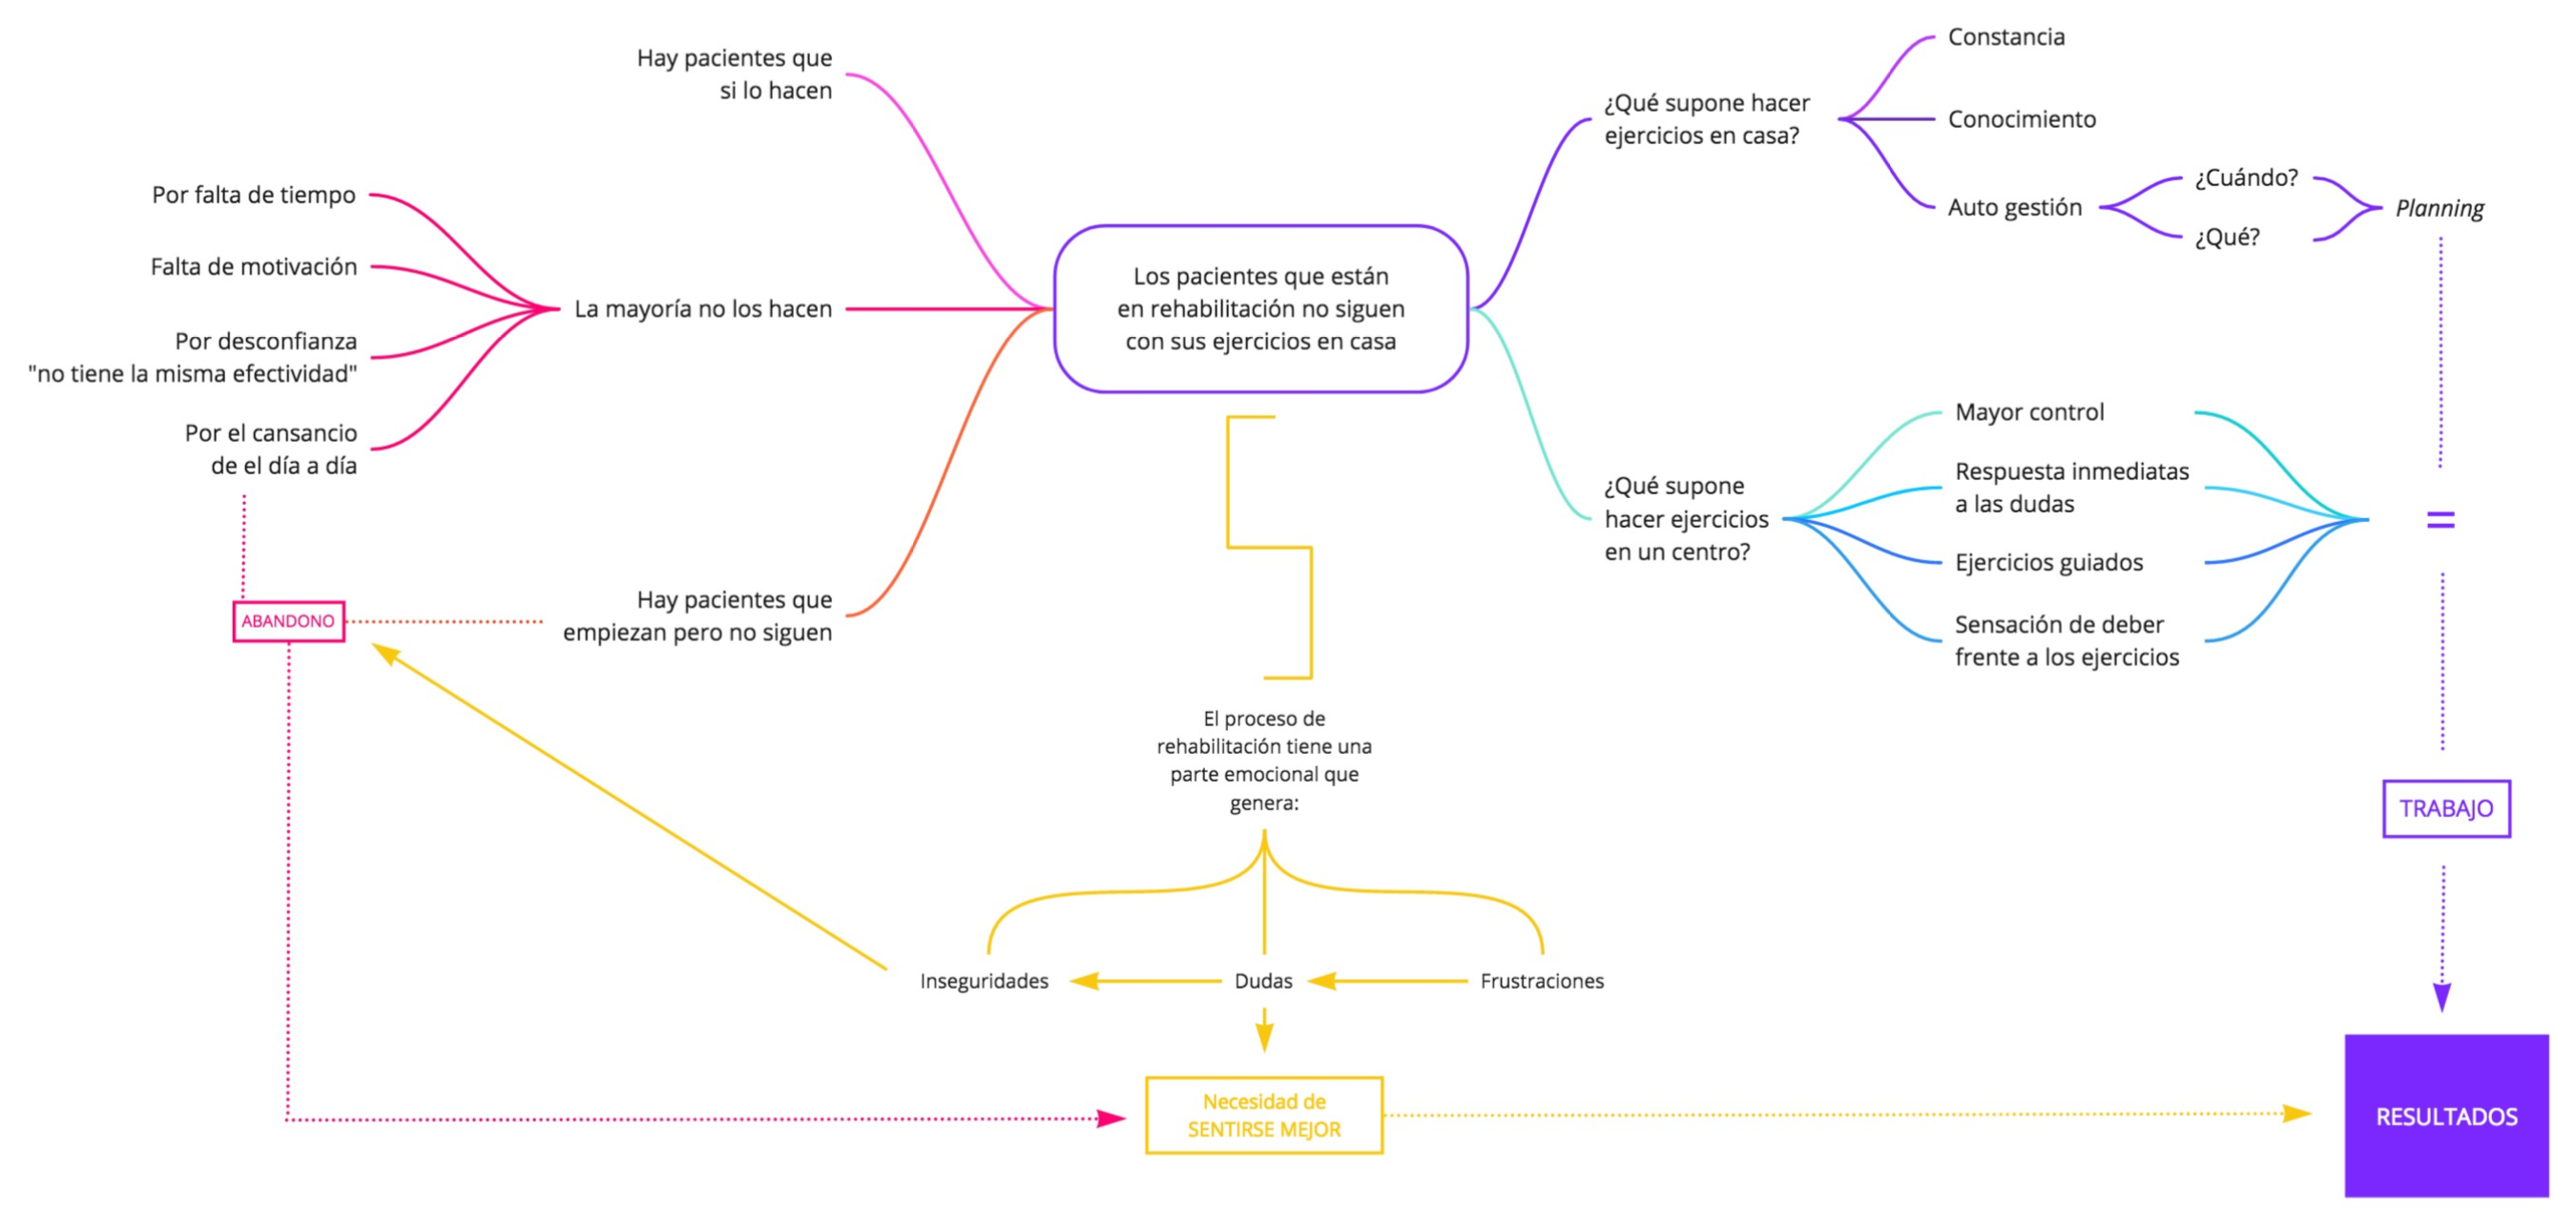 Hay pacientes que
si lo hacen
Por falta de tiempo
Falta de motivación
Por desconfianza
"no tiene la misma efectividad"
Por el cansancio
de el día a día
La mayoría no los hacen
ABANDONO
Hay pacientes que
empiezan pero no siguen
Los pacientes que están
en rehabilitación no siguen
con sus ejercicios en casa
¿Qué supone hacer
ejercicios en casa?
Constancia
Conocimiento
Auto gestión
¿Cuándo?
¿Qué?
Planning
¿Qué supone
hacer ejercicios
en un centro?
Mayor control
Respuesta inmediatas
a las dudas
Ejercicios guiados
Sensación de deber
frente a los ejercicios
=
TRABAJO
El proceso de
rehabilitación tiene una
parte emocional que
genera:
Inseguridades
Dudas
Frustraciones
Necesidad de
SENTIRSE MEJOR
RESULTADOS